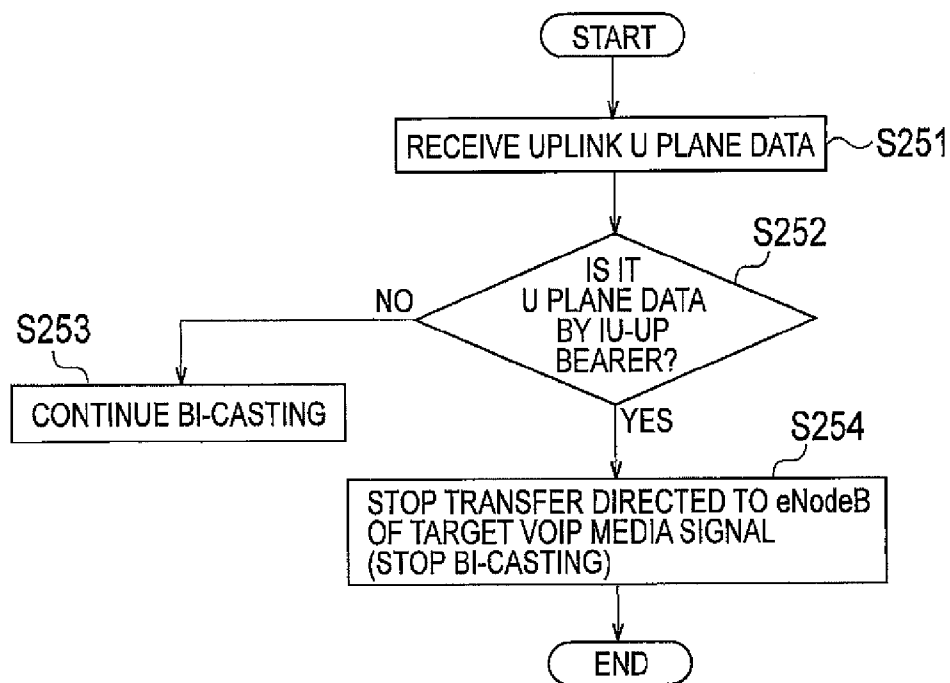 START
RECEIVE UPLINK U PLANE DATA
S251
S252
IS IT
U PLANE DATA
BY IU-UP
BEARER?
NO
S253
CONTINUE BI-CASTING
YES
S254
STOP TRANSFER DIRECTED TO eNodeB
OF TARGET VOIP MEDIA SIGNAL
(STOP BI-CASTING)
END